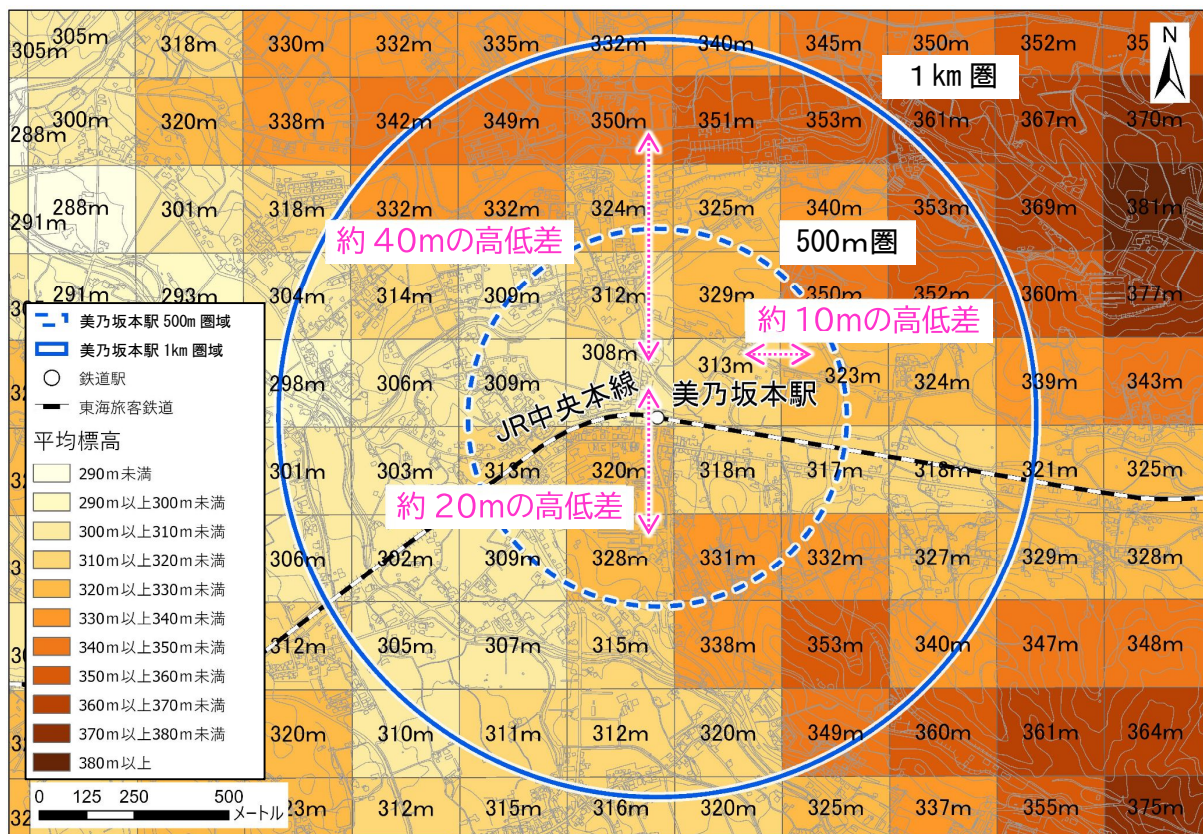 305m 305m 318m 330m 332m 335m 332m 340m 345m 350m 352m 35
N
1km圏
288m 300m 320m 338m 342m 349m 350m 351m 353m 361m 367m 370m
291m 288m 301m 318m 332m 332m 324m 325m 340m 353m 369m 381m
約40mの高低差
500m圏
291m 293m 304m 314m 309m 312m 329m 350m 352m 360m 377m
約10mの高低差
298m 306m 309m 308m 313m 323m 324m 339m 343m
JR中央本線
美乃坂本駅
301m 303m 313m 320m 318m 317m 318m 321m 325m
約20mの高低差
306m 302m 309m 328m 331m 332m 327m 329m 328m
312m 305m 307m 315m 338m 353m 340m 347m 348m
320m 310m 311m 312m 320m 349m 360m 361m 364m
23m 312m 315m 316m 320m 325m 337m 355m 375m
美乃坂本駅500m圏域
美乃坂本駅1km圏域
鉄道駅
東海旅客鉄道
平均標高
290m未満
290m以上300m未満
300m以上310m未満
310m以上320m未満
320m以上330m未満
330m以上340m未満
340m以上350m未満
350m以上360m未満
360m以上370m未満
370m以上380m未満
380m以上
0 125 250 500
メートル